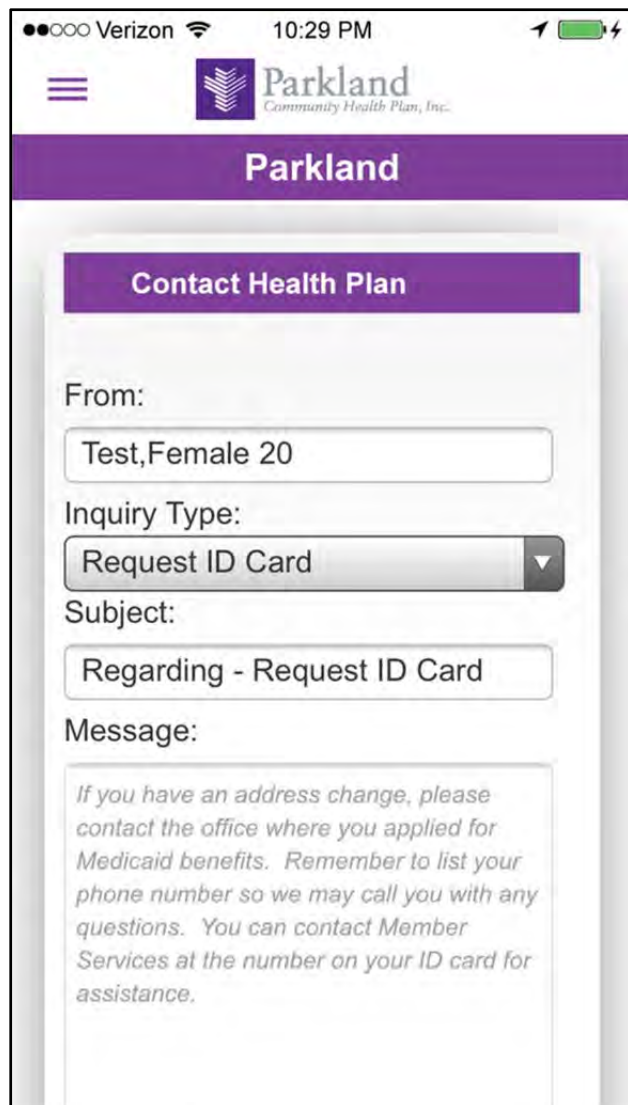 Verizon 10:29 PM
Parkland
Community Health Plan, Inc.
Parkland
Contact Health Plan
From:
Test,Female 20
Inquiry Type:
Request ID Card
Subject:
Regarding - Request ID Card
Message:
If you have an address change, please
contact the office where you applied for
Medicaid benefits.  Remember to list your
phone number so we may call you with any
questions.  You can contact Member
Services at the number on your ID card for
assistance.